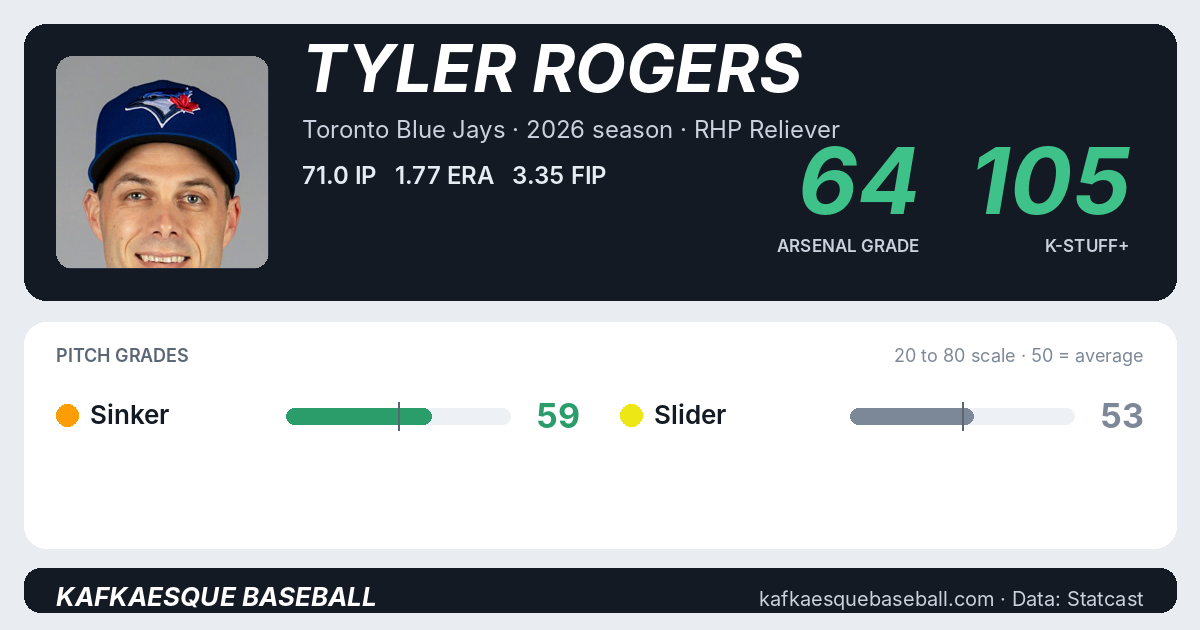 TYLER ROGERS
Toronto Blue Jays · 2026 season · RHP Reliever
71.0 IP 1.77 ERA 3.35 FIP
64 105
ARSENAL GRADE K-STUFF+
PITCH GRADES 20 to 80 scale · 50 = average
Sinker 59 Slider 53
KAFKAESQUE BASEBALL kafkaesquebaseball.com · Data: Statcast